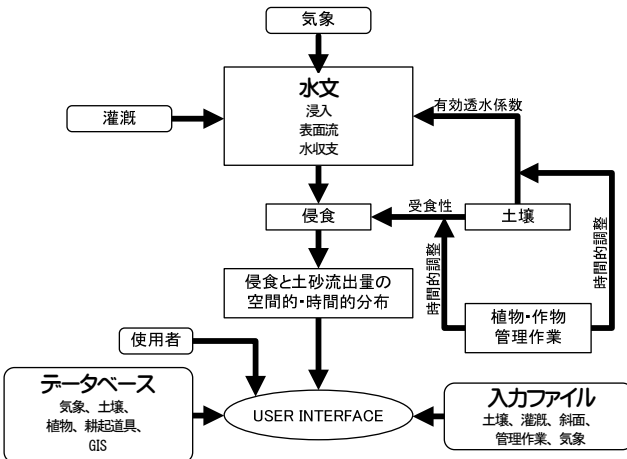 気象
水文
浸入
表面流
水収支
灌漑
有効透水係数
侵食
受食性
土壌
時間的調整
時間的調整
侵食と土砂流出量の
空間的・時間的分布
植物・作物
管理作業
使用者
データベース
気象、土壌、
植物、耕起道具、
GIS
USER INTERFACE
入力ファイル
土壌、灌漑、斜面、
管理作業、気象